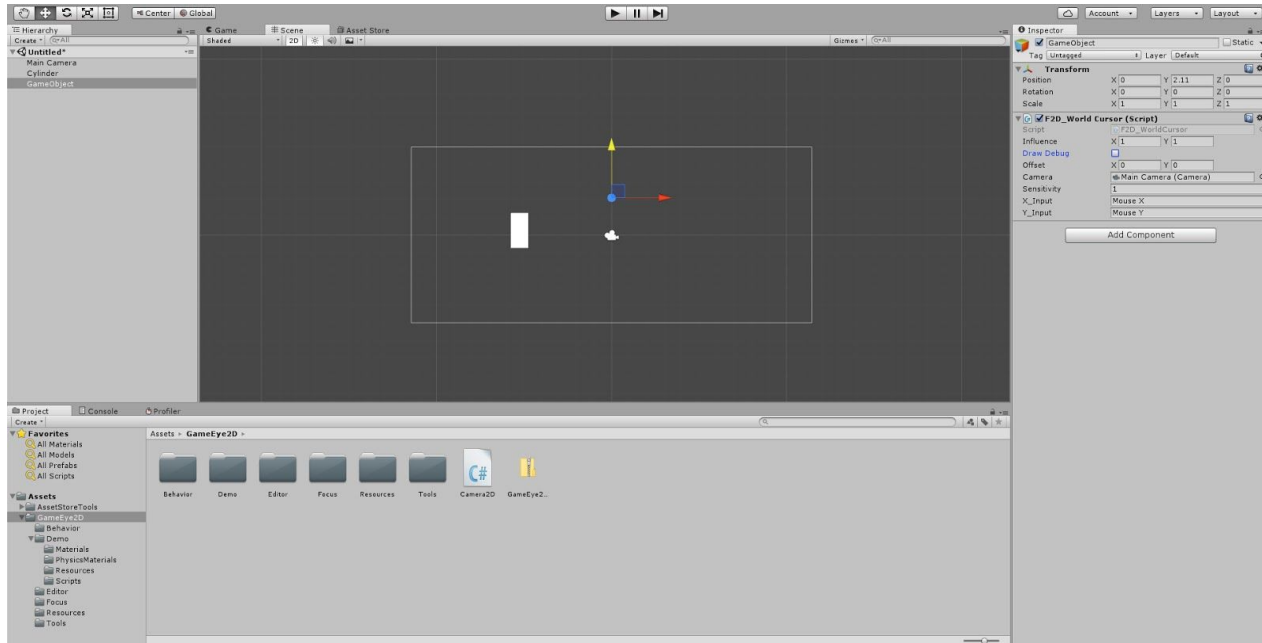 Center Global Account Layers Layout
Hierarchy
Create All
Untitled*
Main Camera
Cylinder
GameObject
Game Scene Asset Store
Shaded 2D Gizmos All
Inspector
GameObject Static
Tag Untagged Layer Default
Transform
Position X 0 Y 2.11 Z 0
Rotation X 0 Y 0 Z 0
Scale X 1 Y 1 Z 1
F2D_World Cursor (Script)
Script F2D_WorldCursor
Influence X 1 Y 1
Draw Debug
Offset X 0 Y 0
Camera Main Camera (Camera)
Sensitivity 1
X_Input Mouse X
Y_Input Mouse Y
Add Component
Project Console Profiler
Create
Favorites
All Materials
All Models
All Prefabs
All Scripts
Assets
AssetStoreTools
GameEye2D
Behavior
Demo
Materials
PhysicsMaterials
Resources
Scripts
Editor
Focus
Resources
Tools
Assets GameEye2D
Behavior Demo Editor Focus Resources Tools Camera2D GameEye2...
C#